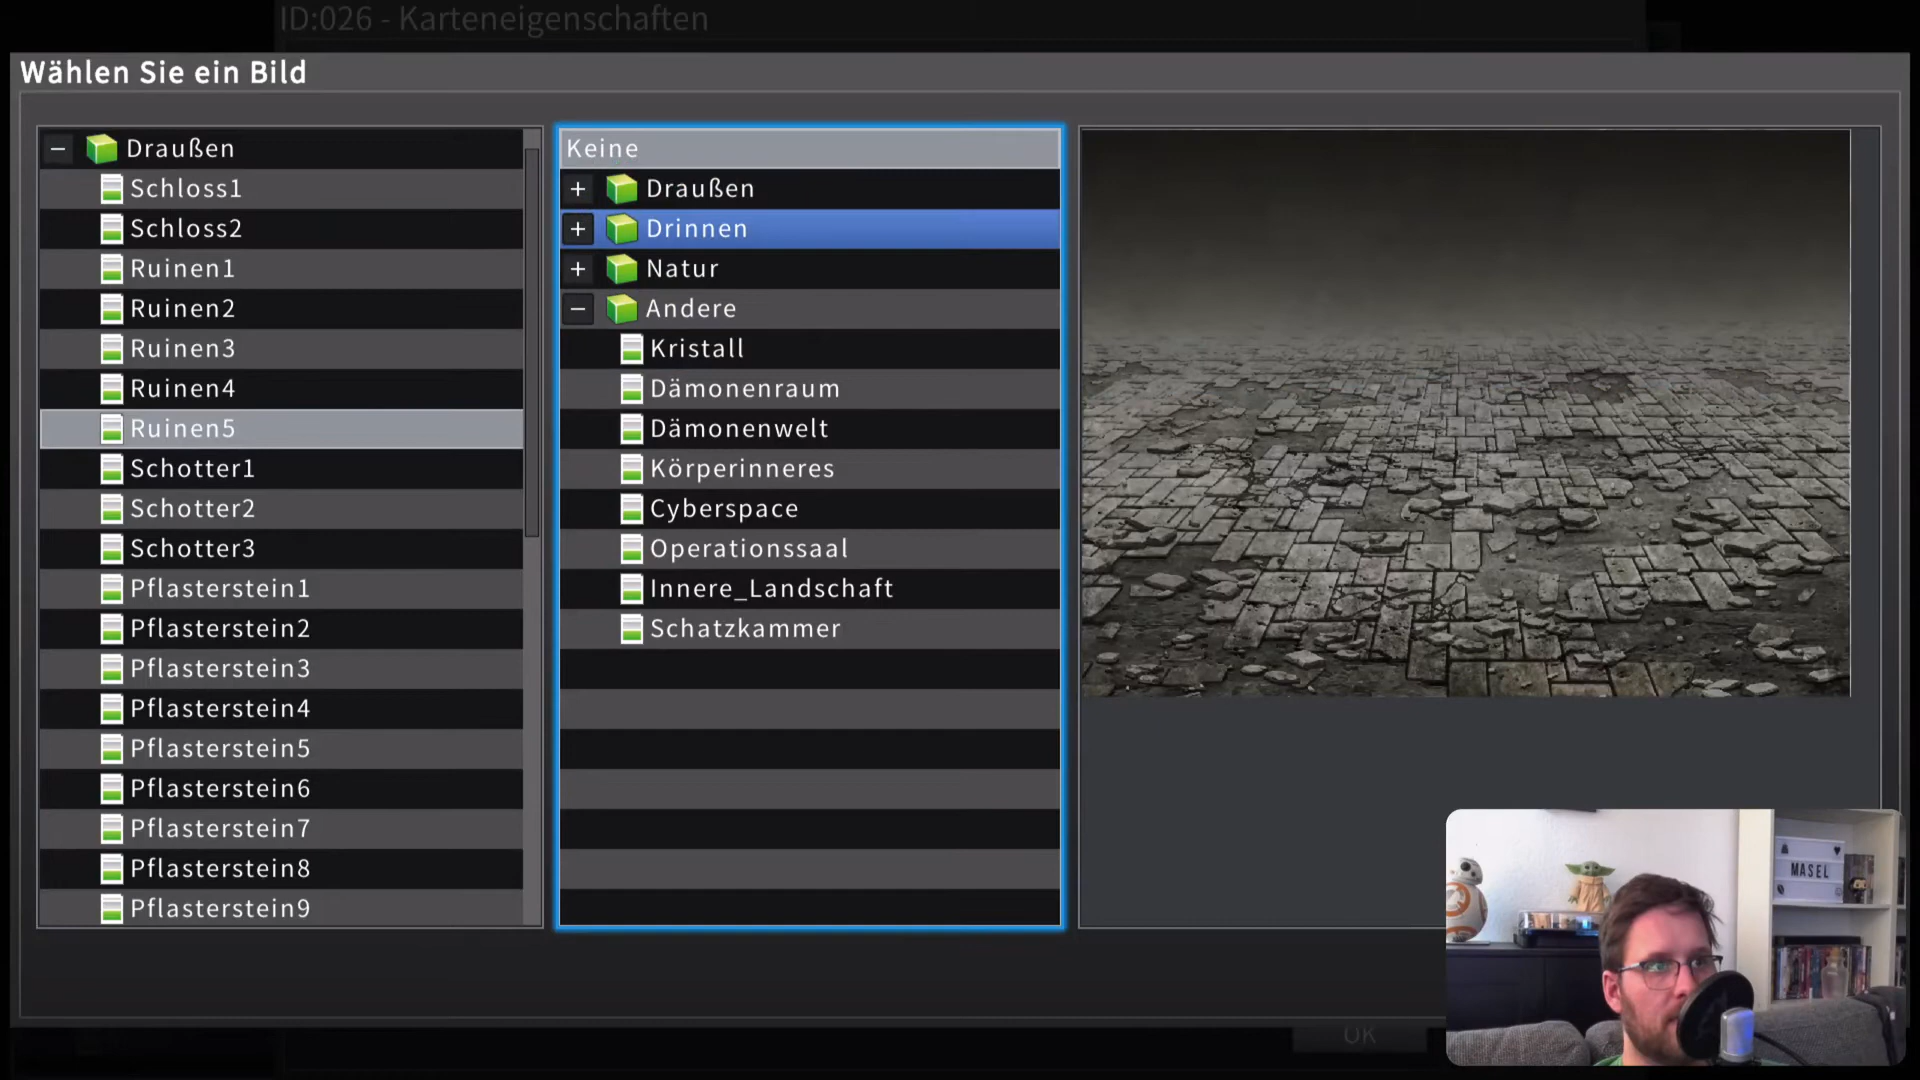 ID:026 - Karteneigenschaften
Wählen Sie ein Bild
Draußen
Schloss1
Schloss2
Ruinen1
Ruinen2
Ruinen3
Ruinen4
Ruinen5
Schotter1
Schotter2
Schotter3
Pflasterstein1
Pflasterstein2
Pflasterstein3
Pflasterstein4
Pflasterstein5
Pflasterstein6
Pflasterstein7
Pflasterstein8
Pflasterstein9
Keine
Draußen
Drinnen
Natur
Andere
Kristall
Dämonenraum
Dämonenwelt
Körperinneres
Cyberspace
Operationssaal
Innere_Landschaft
Schatzkammer
MASEL
OK